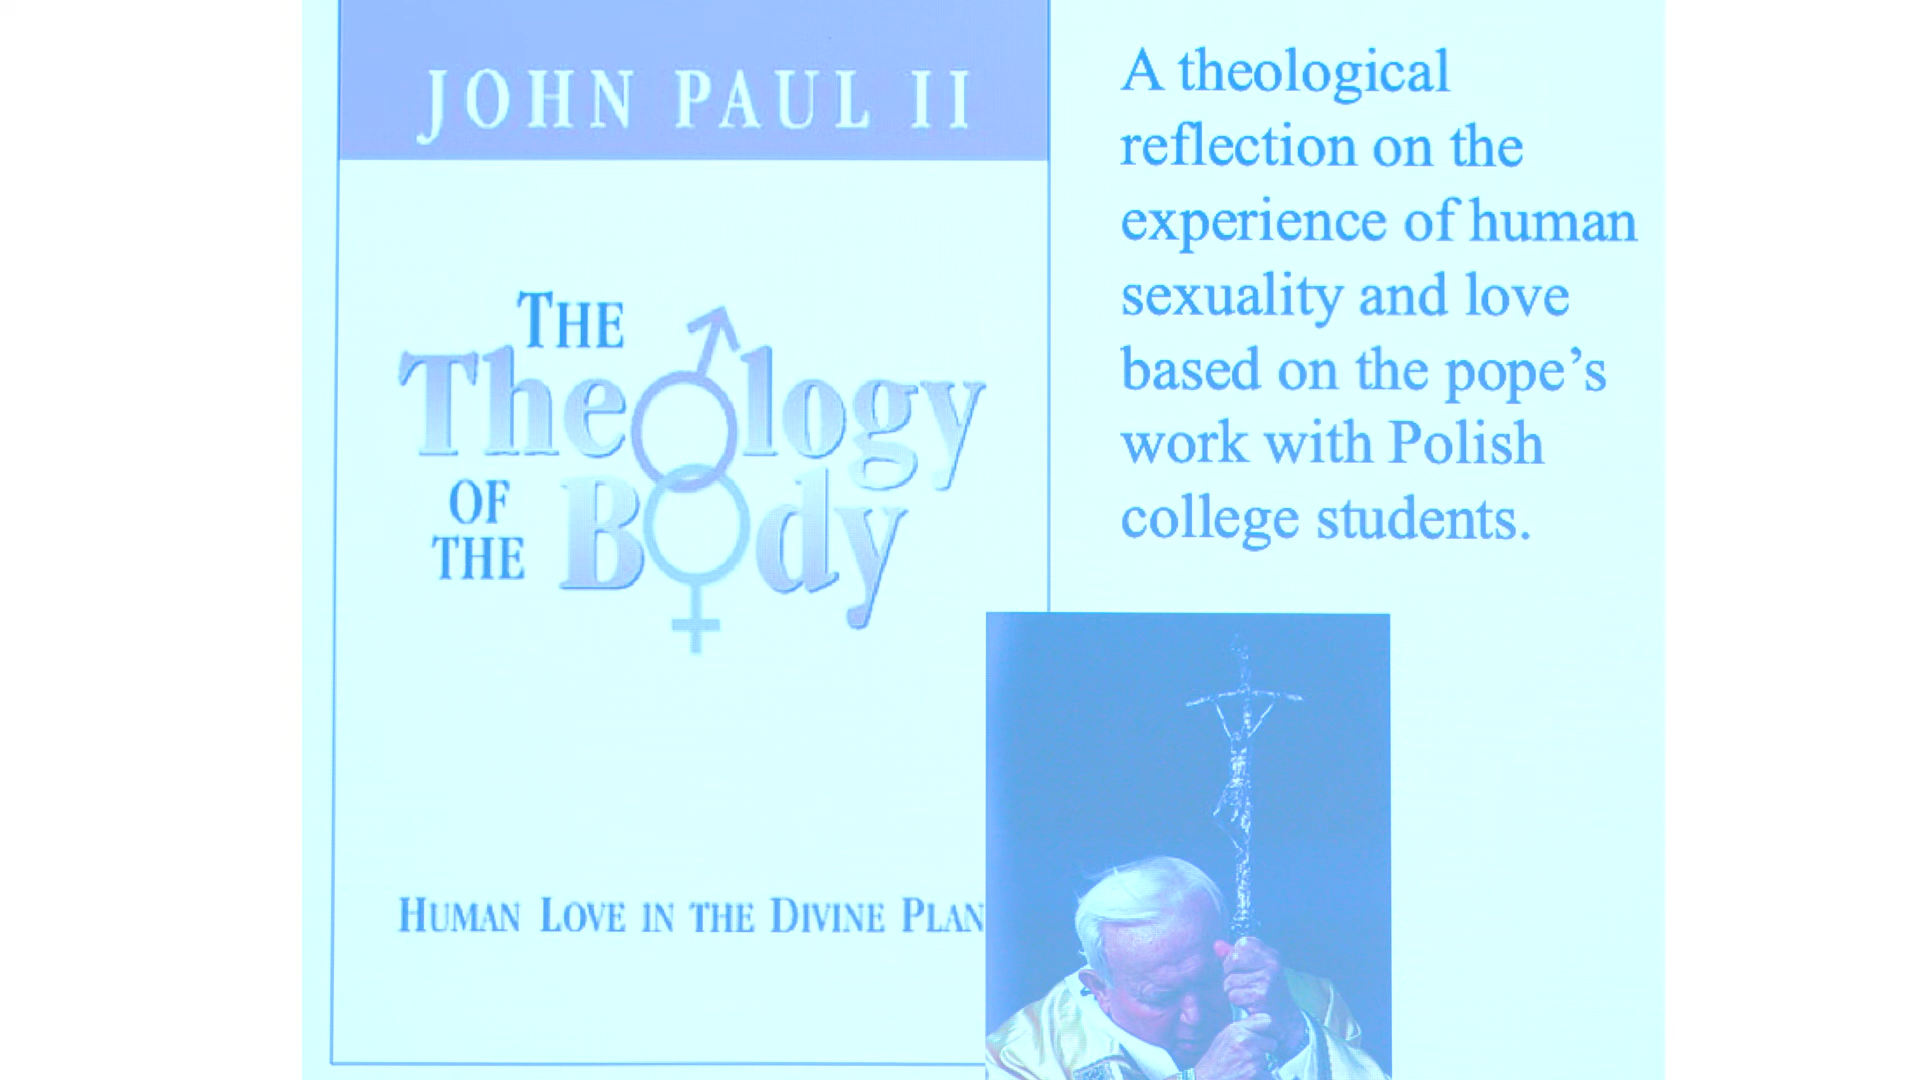 JOHN PAUL II
THE
Theology
OF
THE
Body
HUMAN LOVE IN THE DIVINE PLAN
A theological
reflection on the
experience of human
sexuality and love
based on the pope’s
work with Polish
college students.